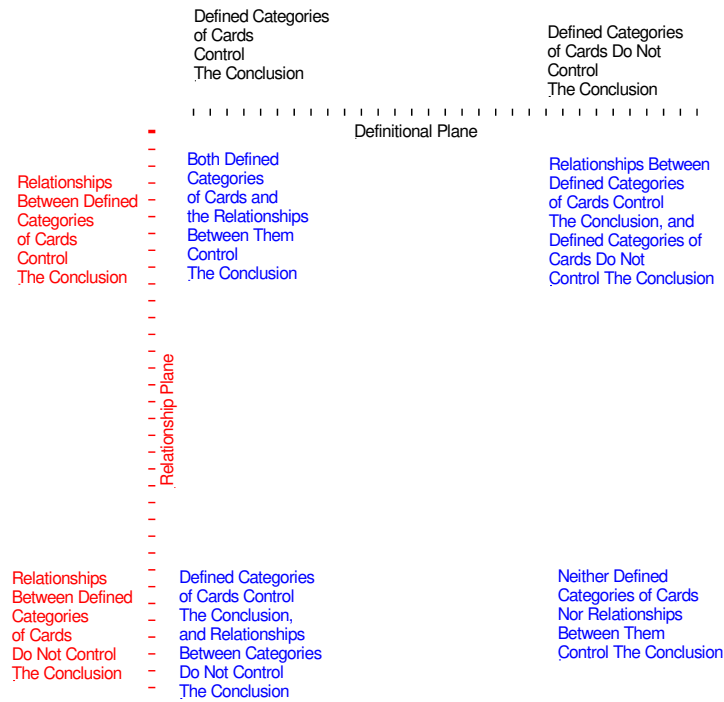 Defined Categories
of Cards
Control
The Conclusion
Defined Categories
of Cards Do Not
Control
The Conclusion
Definitional Plane
Relationships
Between Defined
Categories
of Cards
Control
The Conclusion
Both Defined
Categories
of Cards and
the Relationships
Between Them
Control
The Conclusion
Relationships Between
Defined Categories
of Cards Control
The Conclusion, and
Defined Categories of
Cards Do Not
Control The Conclusion
Relationship Plane
Relationships
Between Defined
Categories
of Cards
Do Not Control
The Conclusion
Defined Categories
of Cards Control
The Conclusion,
and Relationships
Between Categories
Do Not Control
The Conclusion
Neither Defined
Categories of Cards
Nor Relationships
Between Them
Control The Conclusion